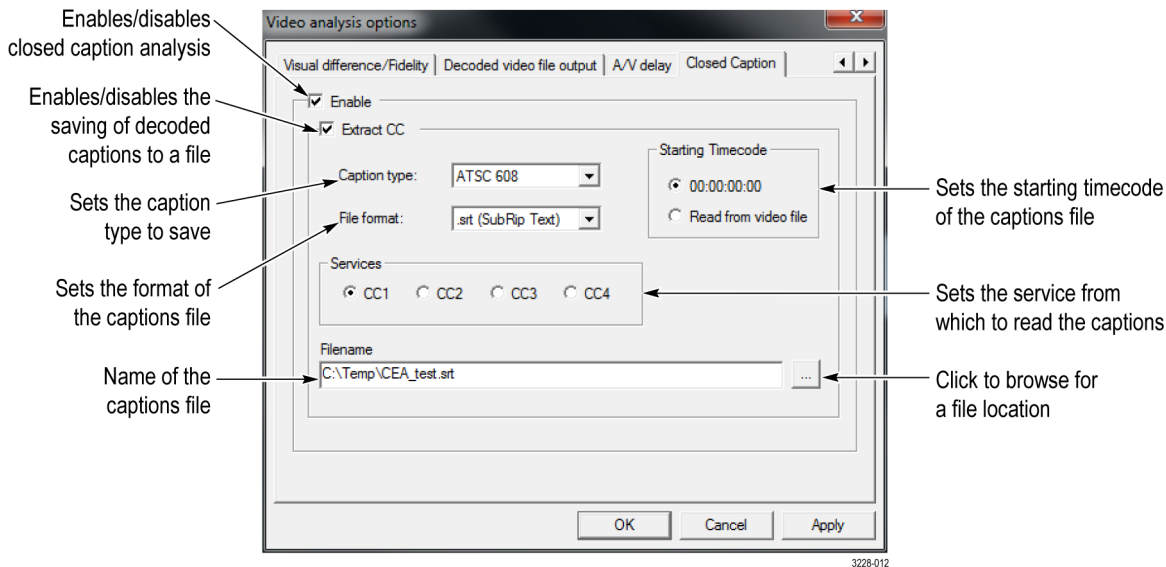 Enables/disables
closed caption analysis
Enables/disables the
saving of decoded
captions to a file
Sets the caption
type to save
Sets the format of
the captions file
Name of the
captions file
Video analysis options
Visual difference/Fidelity
Decoded video file output
A/V delay
Closed Caption
Enable
Extract CC
Caption type:
ATSC 608
File format:
.srt (SubRip Text)
Starting Timecode
00:00:00:00
Read from video file
Services
CC1 CC2 CC3 CC4
Filename
C:\Temp\CEA_test.srt
...
OK
Cancel
Apply
Sets the starting timecode
of the captions file
Sets the service from
which to read the captions
Click to browse for
a file location
3228-012